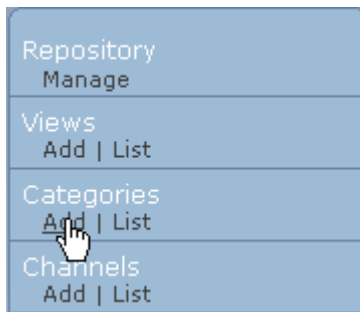 Repository
Manage
Views
Add | List
Categories
Add | List
Channels
Add | List